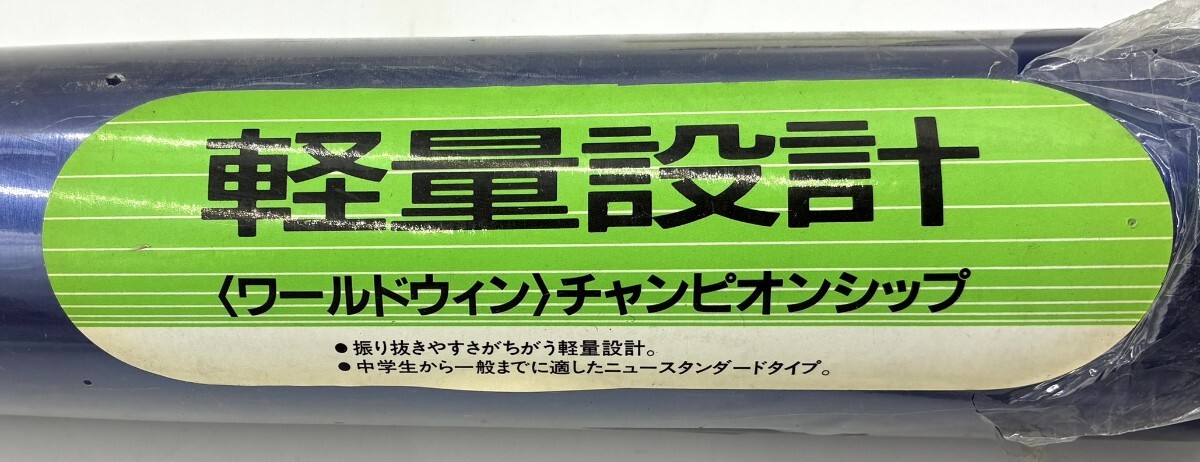 軽量設計
〈ワールドウィン〉チャンピオンシップ
●振り抜きやすさがちがう軽量設計。
●中学生から一般までに適したニュースタンダードタイプ。